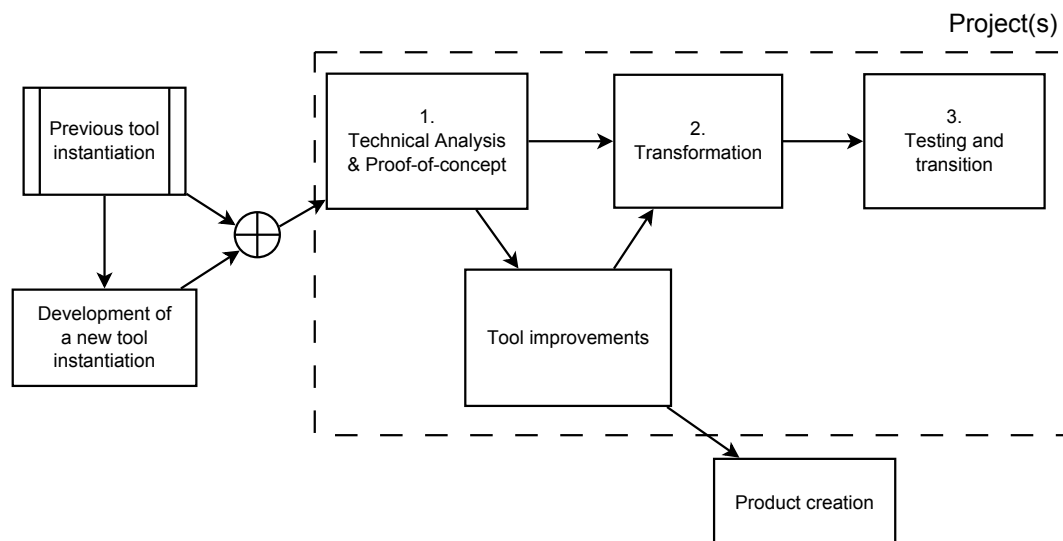 Project(s)
Previous tool
instantiation
1.
Technical Analysis
& Proof-of-concept
2.
Transformation
3.
Testing and
transition
Development of
a new tool
instantiation
Tool improvements
Product creation